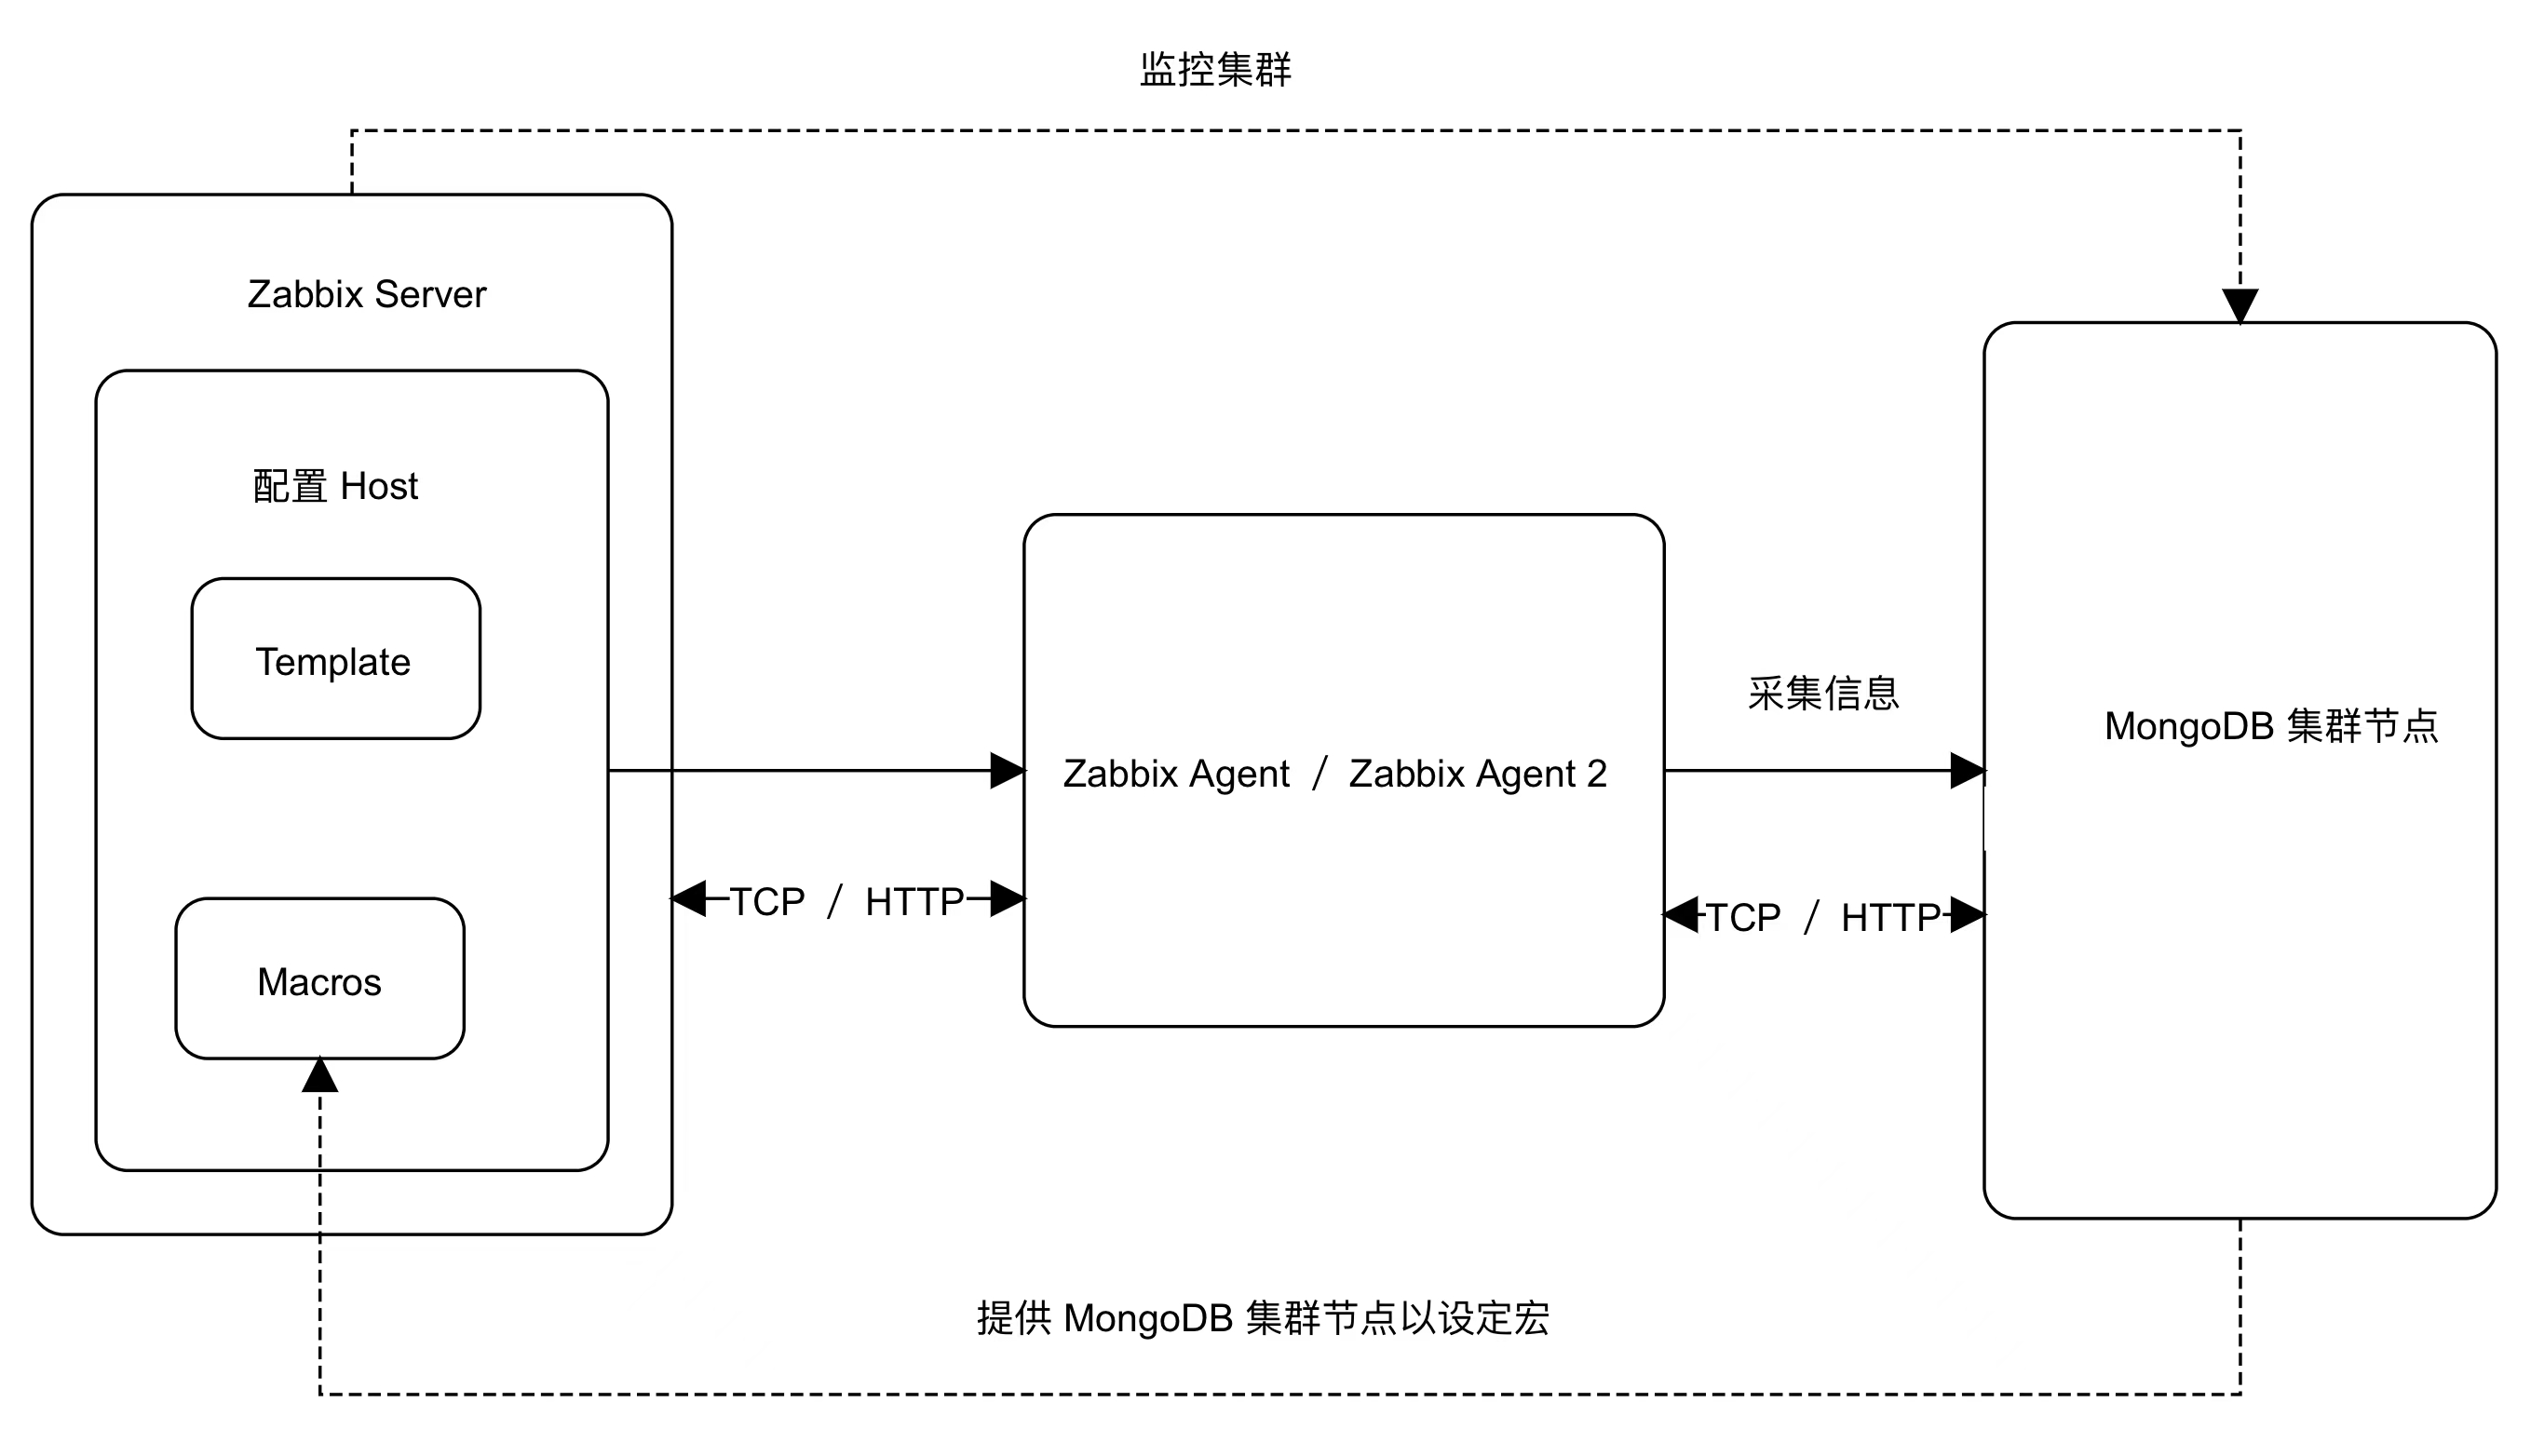 监控集群
Zabbix Server
配置 Host
Template
采集信息
MongoDB 集群节点
Zabbix Agent / Zabbix Agent 2
TCP / HTTP
TCP / HTTP
Macros
提供 MongoDB 集群节点以设定宏